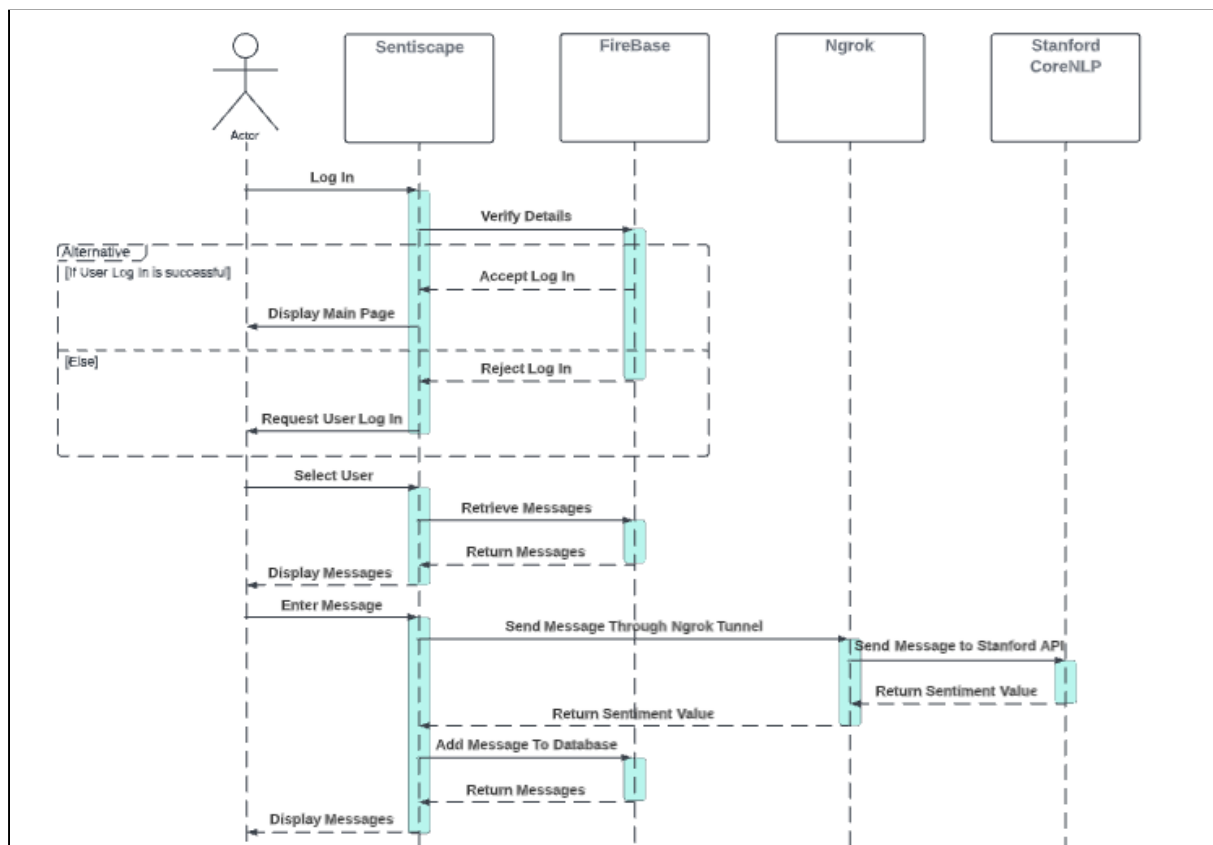 Sentiscape
FireBase
Ngrok
Stanford
CoreNLP
Actor
Log In
Verify Details
Alternative
[If User Log In is successful]
Accept Log In
Display Main Page
[Else]
Reject Log In
Request User Log In
Select User
Retrieve Messages
Return Messages
Display Messages
Enter Message
Send Message Through Ngrok Tunnel
Send Message to Stanford API
Return Sentiment Value
Return Sentiment Value
Add Message To Database
Return Messages
Display Messages